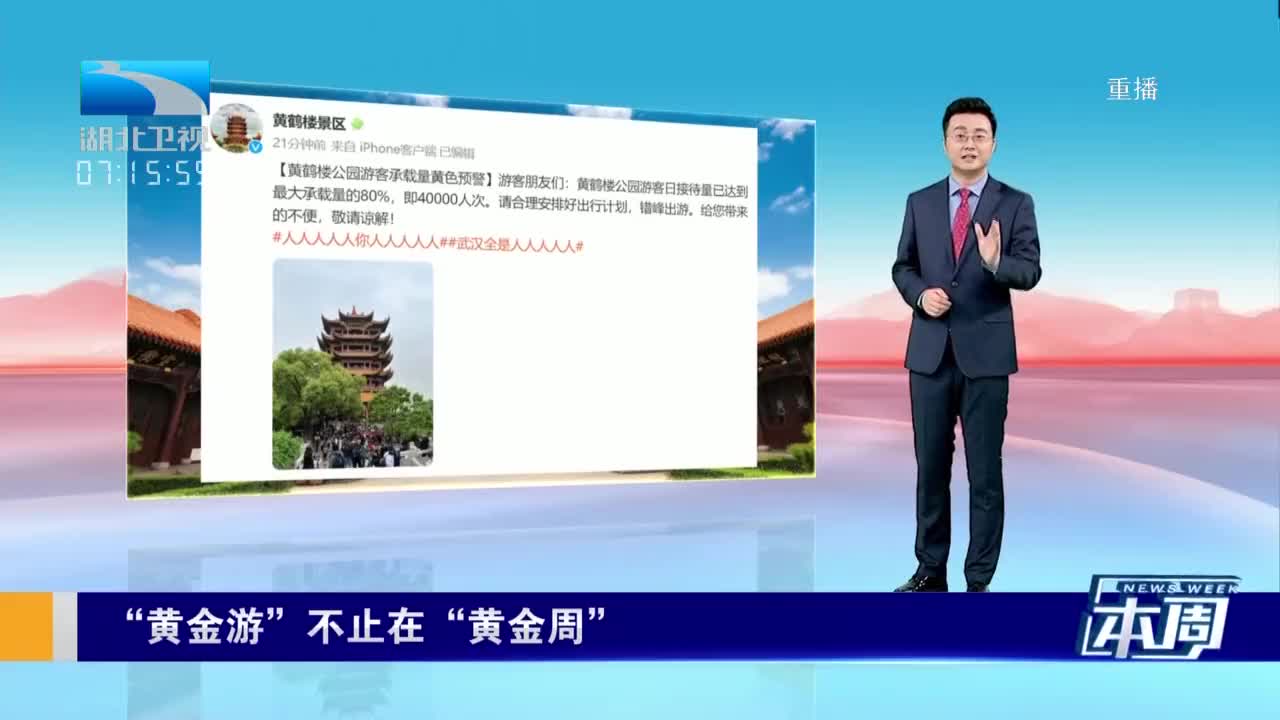 重播
湖北卫视
07:15:59
黄鹤楼景区
21分钟前 来自 iPhone客户端 已编辑
【黄鹤楼公园游客承载量黄色预警】游客朋友们：黄鹤楼公园游客日接待量已达到
最大承载量的80%，即40000人次。请合理安排好出行计划，错峰出游。给您带来
的不便，敬请谅解！
#人人人人人你人人人人人##武汉全是人人人人人#
“黄金游”不止在“黄金周”
NEWS WEEK
本周